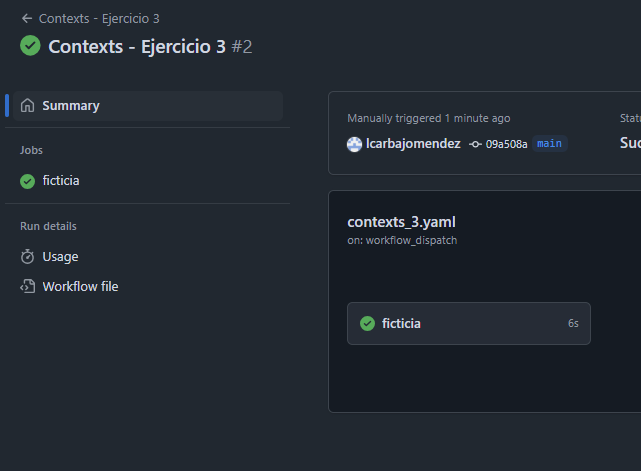 Contexts - Ejercicio 3
Contexts - Ejercicio 3 #2
Summary
Jobs
ficticia
Run details
Usage
Workflow file
Manually triggered 1 minute ago
lcarbajomendez 09a508a main
Statu
Suc
contexts_3.yaml
on: workflow_dispatch
ficticia 6s